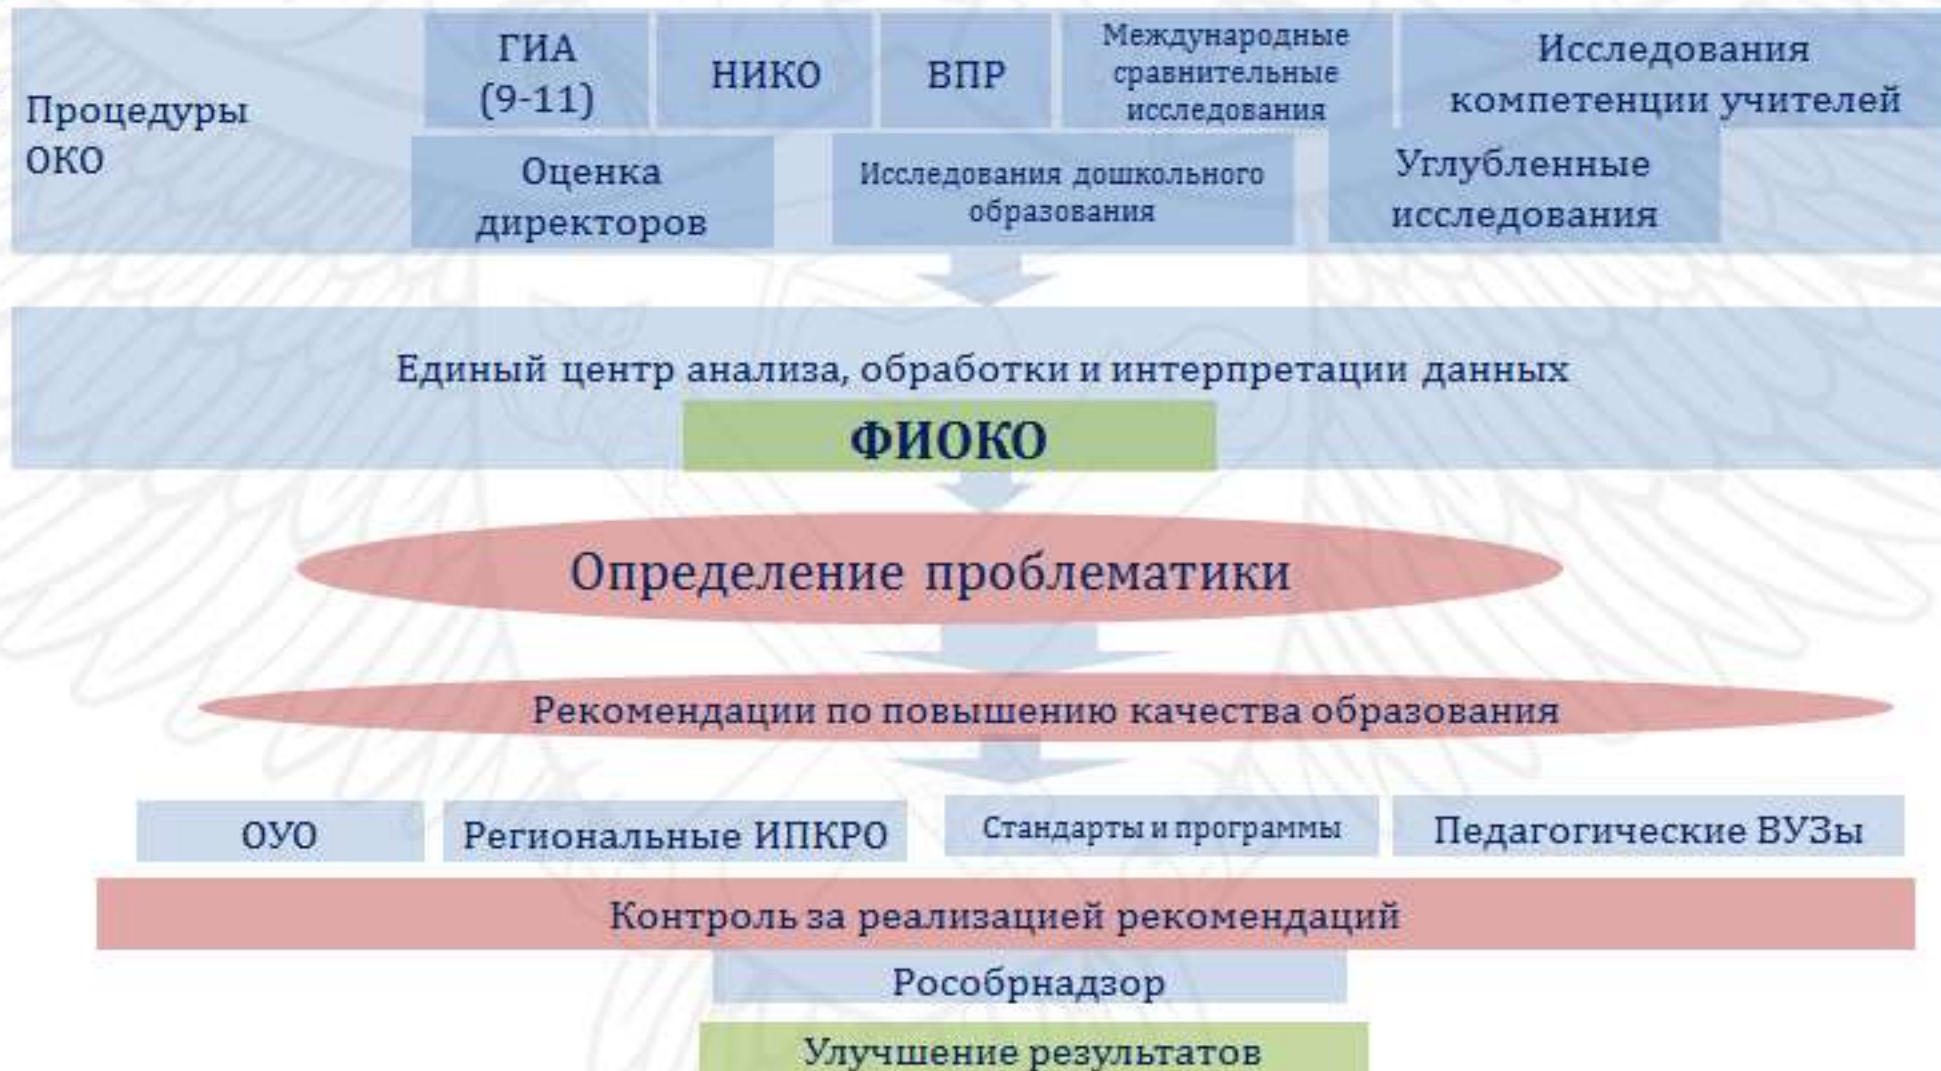 Процедуры
ОКО
ГИА
(9-11)
НИКО
ВПР
Международные
сравнительные
исследования
Исследования
компетенции учителей
Оценка
директоров
Исследования дошкольного
образования
Углубленные
исследования
Единый центр анализа, обработки и интерпретации данных
ФИОКО
Определение проблематики
Рекомендации по повышению качества образования
ОУО
Региональные ИПКРО
Стандарты и программы
Педагогические ВУЗы
Контроль за реализацией рекомендаций
Рособрнадзор
Улучшение результатов